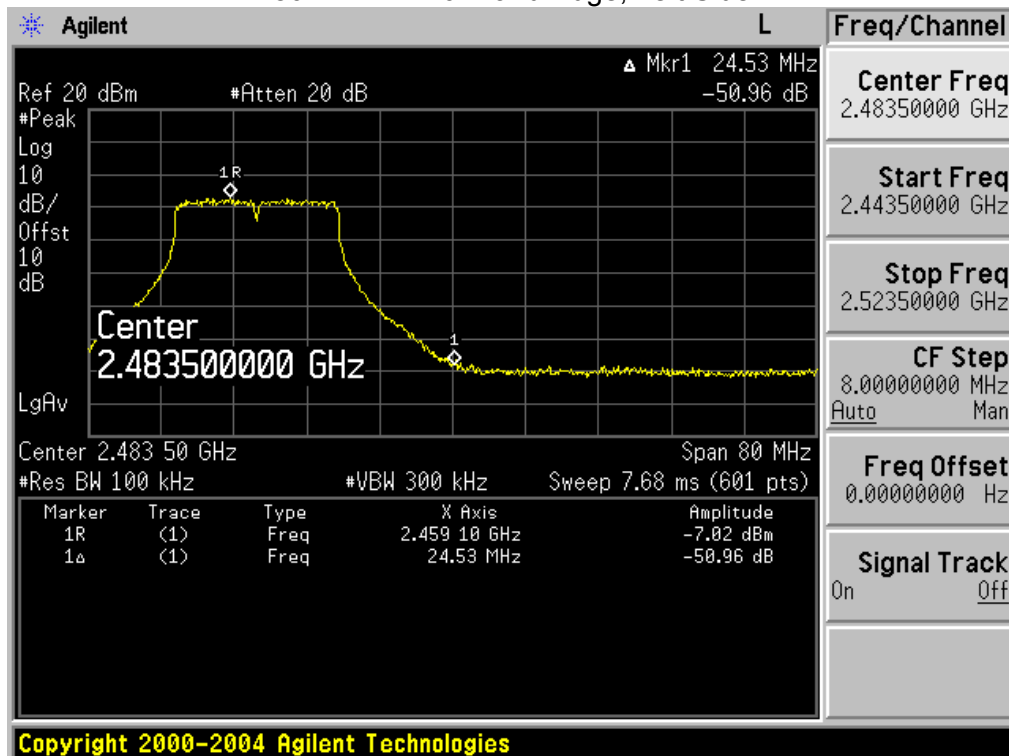 Agilent L Freq/Channel
Δ Mkr1 24.53 MHz
Ref 20 dBm #Atten 20 dB -50.96 dB
#Peak
Log
10
dB/
Offst
10
dB
1R
1
Center
2.483500000 GHz
LgAv
Center 2.483 50 GHz Span 80 MHz
#Res BW 100 kHz #VBW 300 kHz Sweep 7.68 ms (601 pts)
Marker Trace Type X Axis Amplitude
1R (1) Freq 2.459 10 GHz -7.02 dBm
1Δ (1) Freq 24.53 MHz -50.96 dB
Center Freq
2.48350000 GHz
Start Freq
2.44350000 GHz
Stop Freq
2.52350000 GHz
CF Step
8.00000000 MHz
Auto Man
Freq Offset
0.00000000 Hz
Signal Track
On Off
Copyright 2000-2004 Agilent Technologies